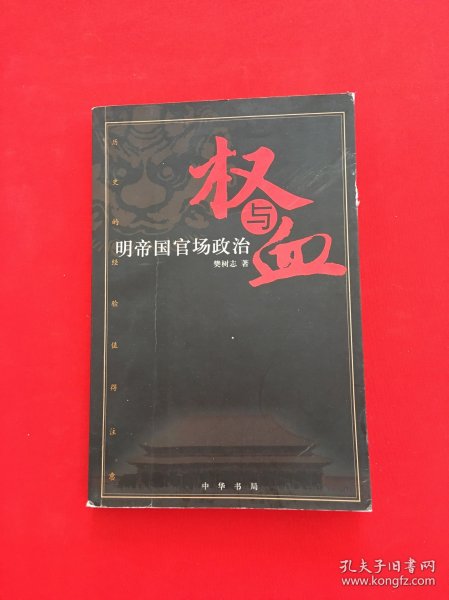 权与血
明帝国官场政治
樊树志 著
历史的经验值得注意
中华书局
孔夫子旧书网
www.kongfz.com